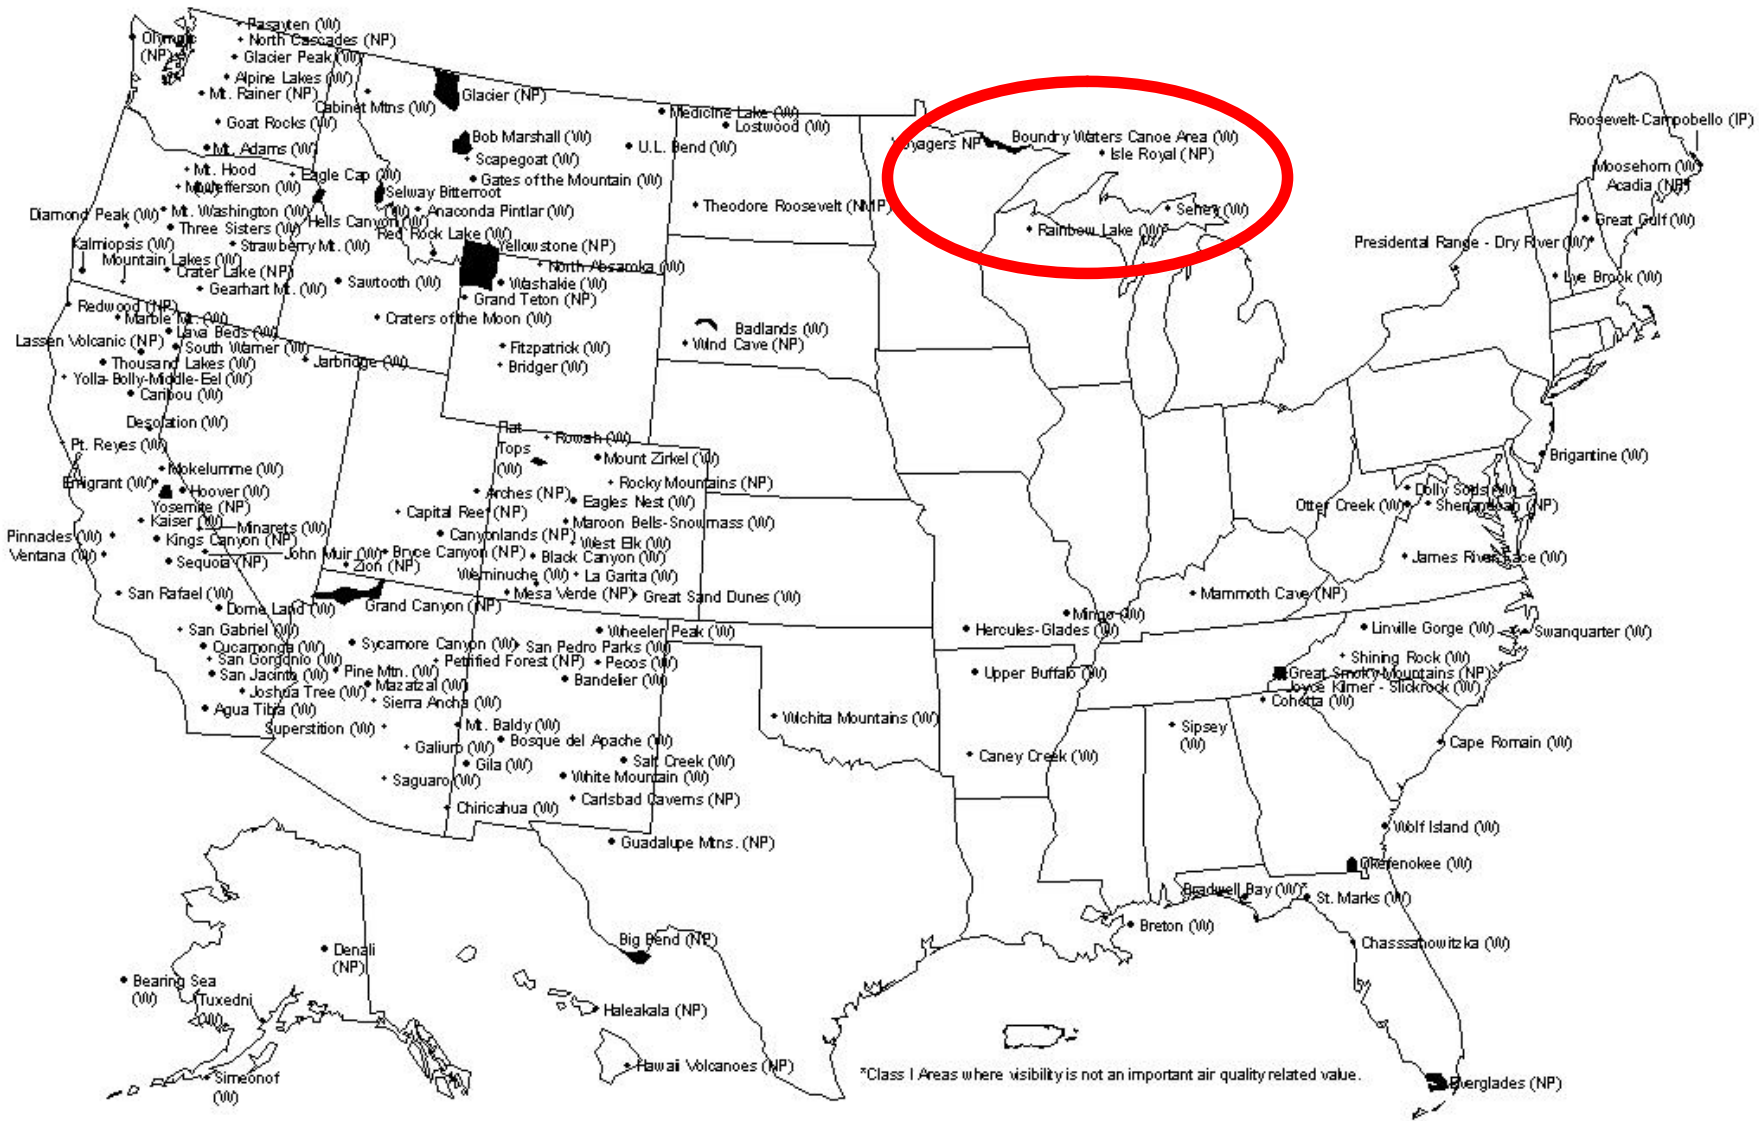 Pasayten (W)
Olympic
(NP)
North Cascades (NP)
Glacier Peak (W)
Alpine Lakes (W)
Mt. Rainer (NP)
Cabinet Mtns (W)
Glacier (NP)
Goat Rocks (W)
Mt. Adams (W)
Bob Marshall (W)
Scapegoat (W)
Gates of the Mountain (W)
Mt. Hood
Mt. Jefferson (W)
Eagle Cap (W)
Selway Bitterroot
(W)
Anaconda Pintlar (W)
Hells Canyon (W)
Red Rock Lake (W)
Medicine Lake (W)
Lostwood (W)
U.L. Bend (W)
Theodore Roosevelt (NMP)
Voyagers NP
Boundry Waters Canoe Area (W)
Isle Royal (NP)
Seney (W)
Rainbow Lake (W)*
Roosevelt-Campobello (IP)
Moosehorn (W)
Acadia (NP)
Great Gulf (W)
Presidental Range - Dry River (W)
Lye Brook (W)
Diamond Peak (W)
Mt. Washington (W)
Three Sisters (W)
Strawberry Mt. (W)
Kalmiopsis (W)
Mountain Lakes (W)
Crater Lake (NP)
Gearhart Mt. (W)
Sawtooth (W)
Craters of the Moon (W)
Yellowstone (NP)
North Absaroka (W)
Washakie (W)
Grand Teton (NP)
Fitzpatrick (W)
Bridger (W)
Badlands (W)
Wind Cave (NP)
Redwood (NP)
Marble Mt. (W)
Lava Beds (W)
Lassen Volcanic (NP)
South Warner (W)
Thousand Lakes (W)
Jarbridge (W)
Yolla-Bolly-Middle-Eel (W)
Caribou (W)
Desolation (W)
Pt. Reyes (W)
Mokelumme (W)
Emigrant (W)
Hoover (W)
Yosemite (NP)
Kaiser (W)
Minarets (W)
Pinnacles (W)
Kings Canyon (NP)
Ventana (W)
John Muir (W)
Sequoia (NP)
San Rafael (W)
Dome Land (W)
San Gabriel (W)
Cucamonga (W)
San Gorgonio (W)
San Jacinto (W)
Joshua Tree (W)
Agua Tibia (W)
Flat
Tops
(W)
Rawah (W)
Mount Zirkel (W)
Rocky Mountains (NP)
Arches (NP)
Eagles Nest (W)
Capital Reef (NP)
Maroon Bells-Snowmass (W)
Canyonlands (NP)
West Elk (W)
Bryce Canyon (NP)
Black Canyon (W)
Zion (NP)
Weminuche (W)
La Garita (W)
Mesa Verde (NP)
Great Sand Dunes (W)
Grand Canyon (NP)
Wheeler Peak (W)
Sycamore Canyon (W)
San Pedro Parks (W)
Petrified Forest (NP)
Pecos (W)
Pine Mtn. (W)
Mazatzal (W)
Bandelier (W)
Sierra Ancha (W)
Superstition (W)
Mt. Baldy (W)
Galiuro (W)
Bosque del Apache (W)
Gila (W)
Salt Creek (W)
White Mountain (W)
Saguaro (W)
Carlsbad Caverns (NP)
Chiricahua (W)
Guadalupe Mtns. (NP)
Wichita Mountains (W)
Big Bend (NP)
Mingo (W)
Hercules-Glades (W)
Upper Buffalo (W)
Caney Creek (W)
Mammoth Cave (NP)
Brigantine (W)
Dolly Sods (W)
Otter Creek (W)
Shenandoah (NP)
James River Face (W)
Linville Gorge (W)
Swanquarter (W)
Shining Rock (W)
Great Smoky Mountains (NP)
Joyce Kilmer - Slickrock (W)
Cohotta (W)
Sipsey
(W)
Cape Romain (W)
Wolf Island (W)
Okefenokee (W)
Bradwell Bay (W)*
St. Marks (W)
Breton (W)
Chasssahowitzka (W)
Everglades (NP)
Denali
(NP)
Bearing Sea
(W)
Tuxedni
(W)
Simeonof
(W)
Haleakala (NP)
Hawaii Volcanoes (NP)
*Class I Areas where visibility is not an important air quality related value.